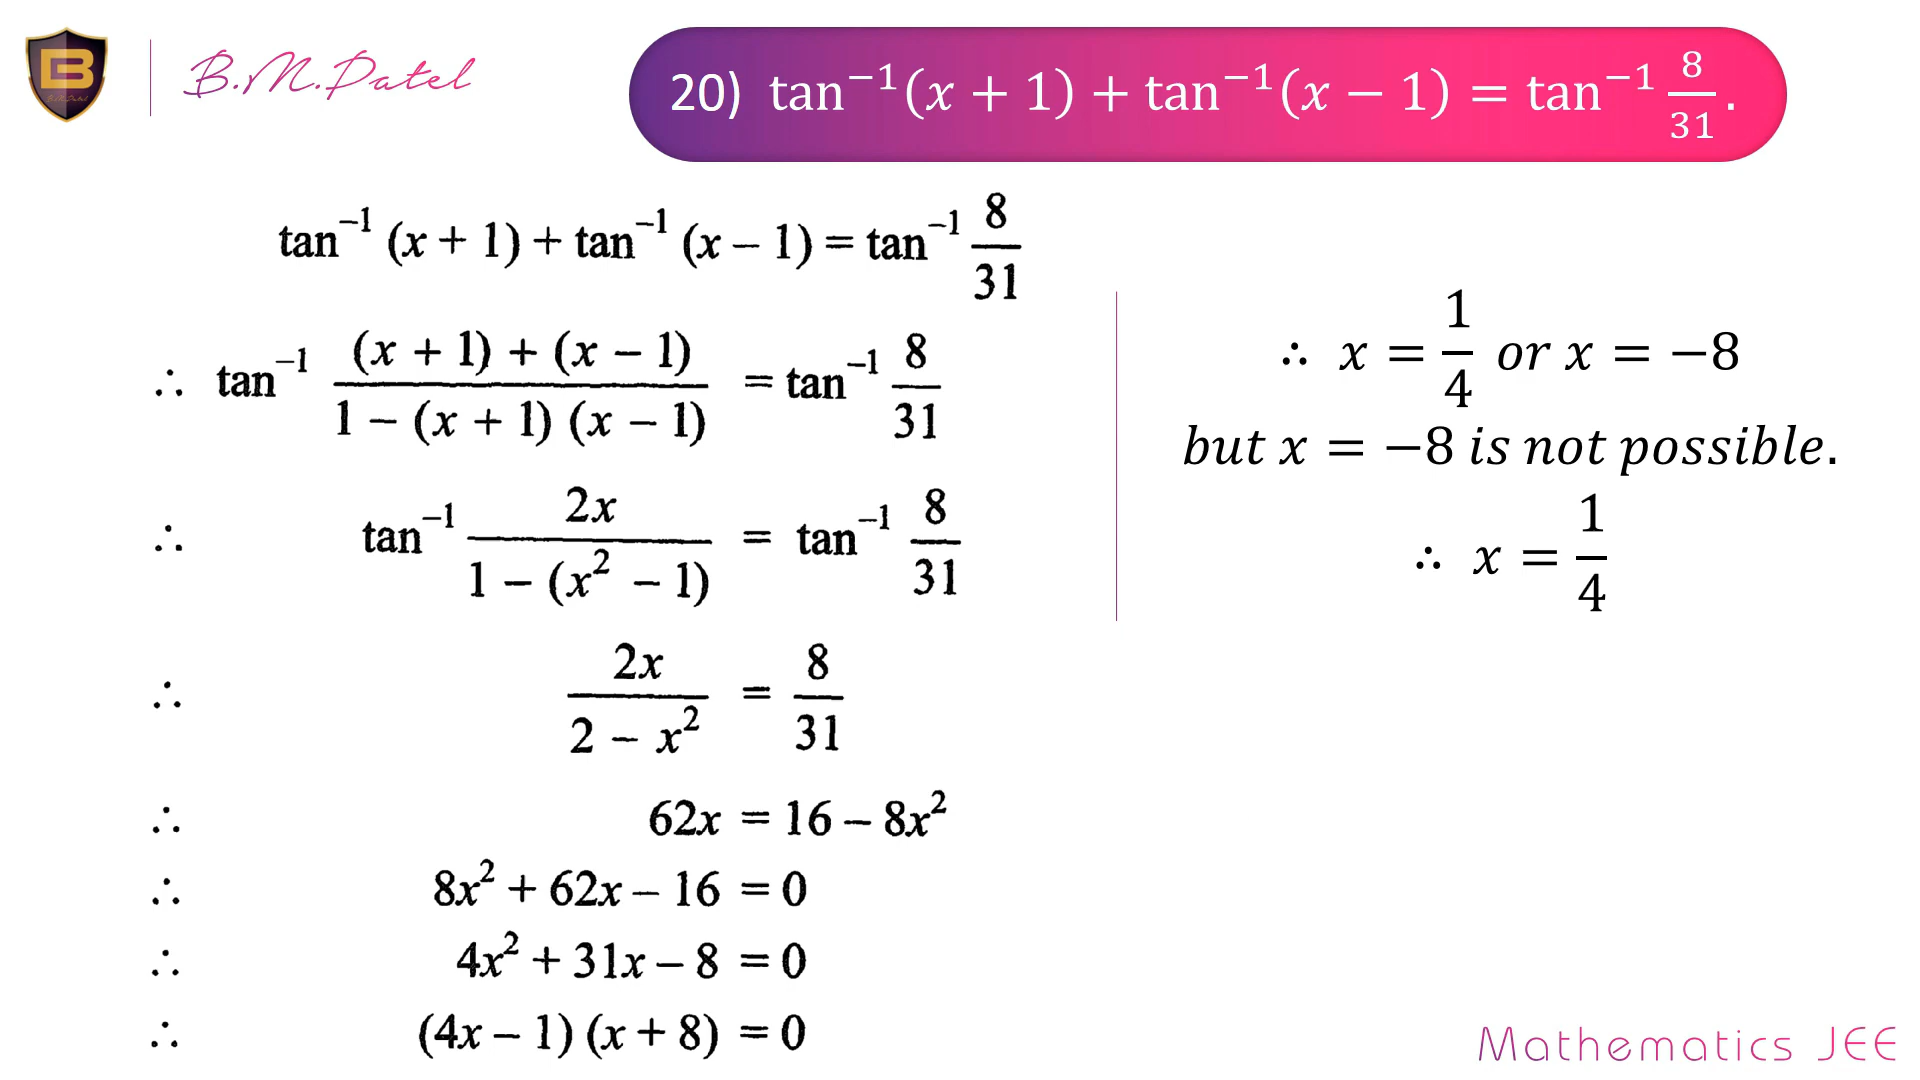 B.M.Patel
20) tan⁻¹(x + 1) + tan⁻¹(x − 1) = tan⁻¹ 8/31 .
tan⁻¹ (x + 1) + tan⁻¹ (x − 1) = tan⁻¹ 8/31
∴ tan⁻¹ ((x + 1) + (x − 1))/(1 − (x + 1) (x − 1)) = tan⁻¹ 8/31
∴ tan⁻¹ 2x/(1 − (x² − 1)) = tan⁻¹ 8/31
∴ 2x/(2 − x²) = 8/31
∴ 62x = 16 − 8x²
∴ 8x² + 62x − 16 = 0
∴ 4x² + 31x − 8 = 0
∴ (4x − 1) (x + 8) = 0
∴ x = 1/4 or x = −8
but x = −8 is not possible.
∴ x = 1/4
Mathematics JEE